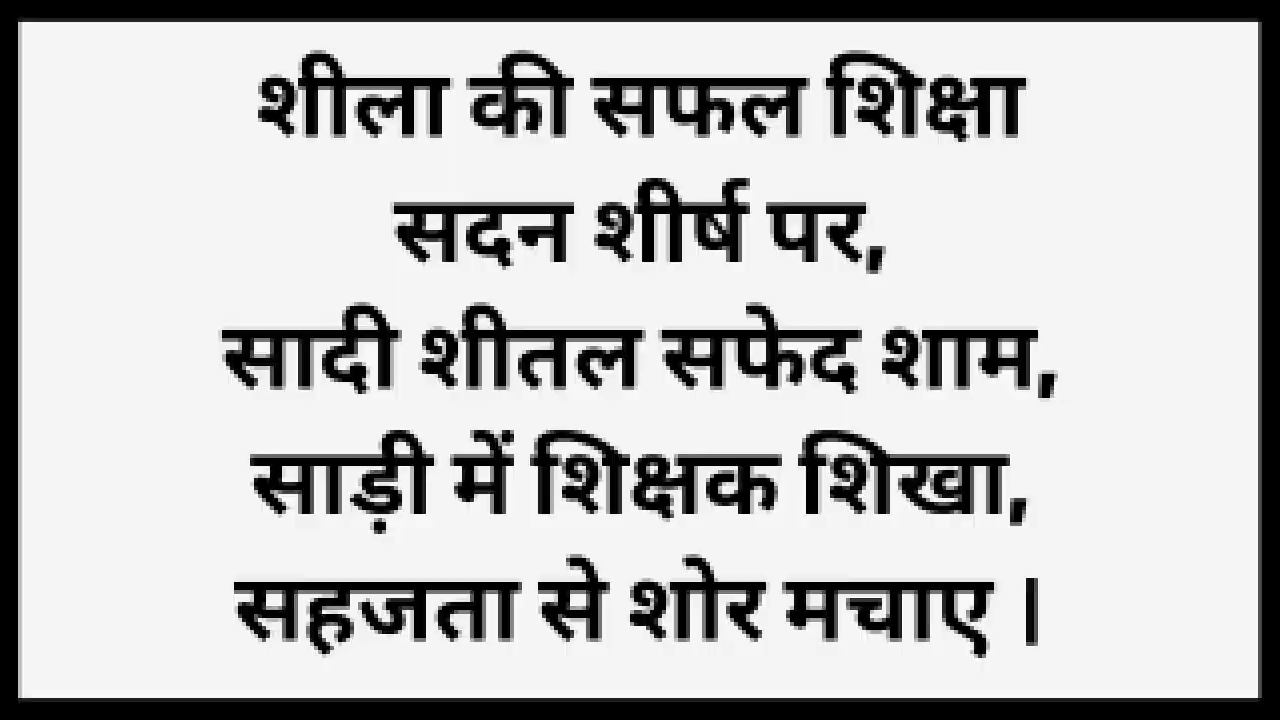 शीला की सफल शिक्षा
सदन शीर्ष पर,
सादी शीतल सफेद शाम,
साड़ी में शिक्षक शिखा,
सहजता से शोर मचाए |